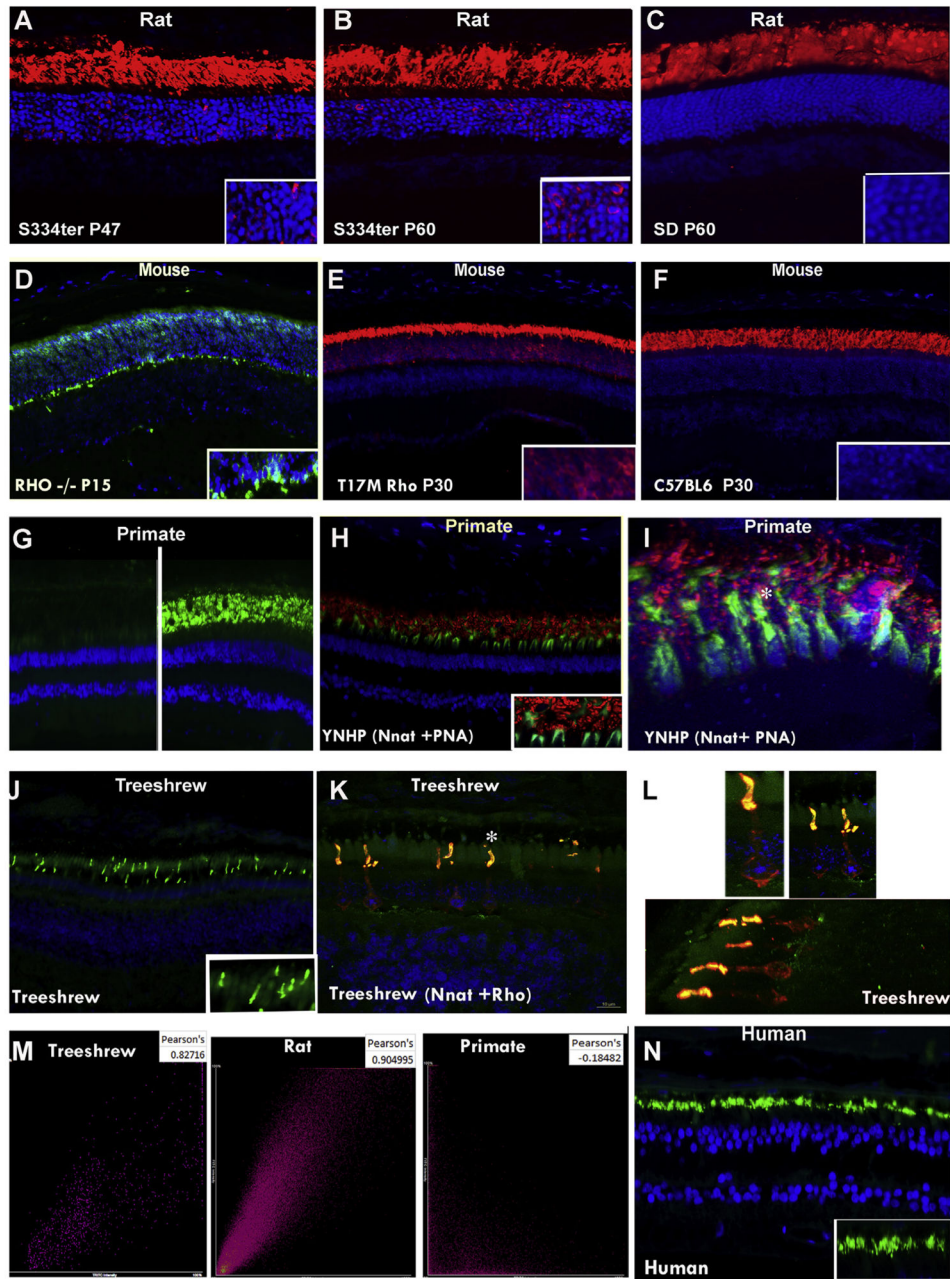 A
Rat
S334ter P47
B
Rat
S334ter P60
C
Rat
SD P60
D
Mouse
RHO -/- P15
E
Mouse
T17M Rho P30
F
Mouse
C57BL6 P30
G
Primate
H
Primate
YNHP (Nnat +PNA)
I
Primate
*
YNHP (Nnat+ PNA)
J
Treeshrew
Treeshrew
K
Treeshrew
*
Treeshrew (Nnat +Rho)
L
Treeshrew
M
Treeshrew
Pearson's
0.82716
Rat
Pearson's
0.904995
Primate
Pearson's
-0.18482
N
Human
Human